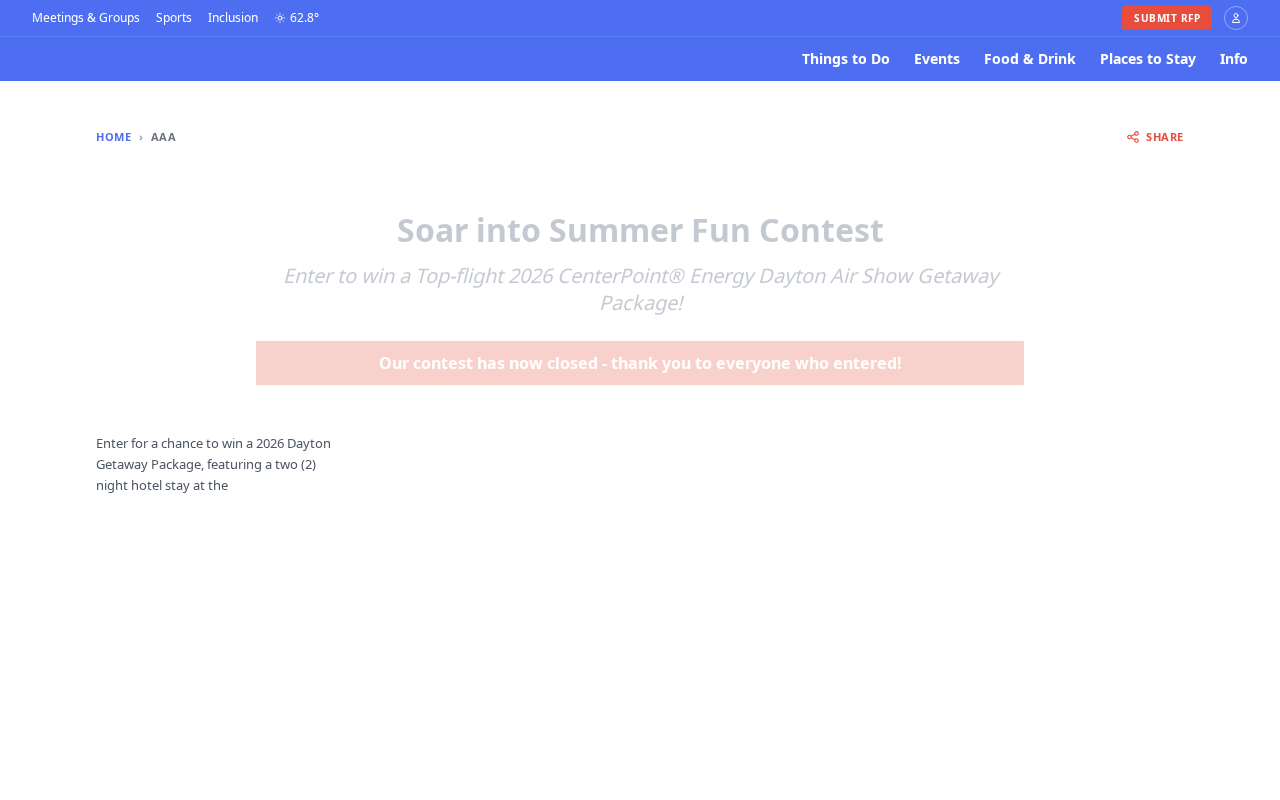 Meetings & Groups Sports Inclusion 62.8° SUBMIT RFP
Things to Do Events Food & Drink Places to Stay Info
HOME › AAA SHARE
Soar into Summer Fun Contest
Enter to win a Top-flight 2026 CenterPoint® Energy Dayton Air Show Getaway
Package!
Our contest has now closed - thank you to everyone who entered!
Enter for a chance to win a 2026 Dayton
Getaway Package, featuring a two (2)
night hotel stay at the